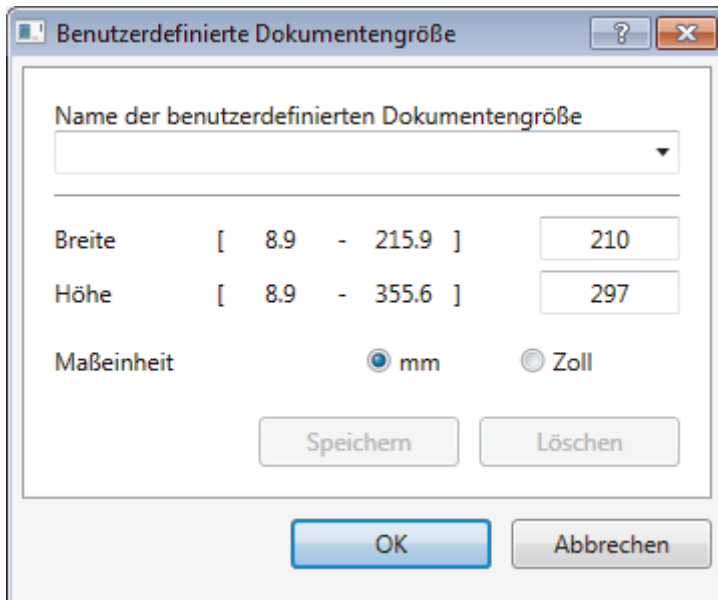 Benutzerdefinierte Dokumentengröße
Name der benutzerdefinierten Dokumentengröße
Breite [ 8.9 - 215.9 ] 210
Höhe [ 8.9 - 355.6 ] 297
Maßeinheit mm Zoll
Speichern Löschen
OK Abbrechen